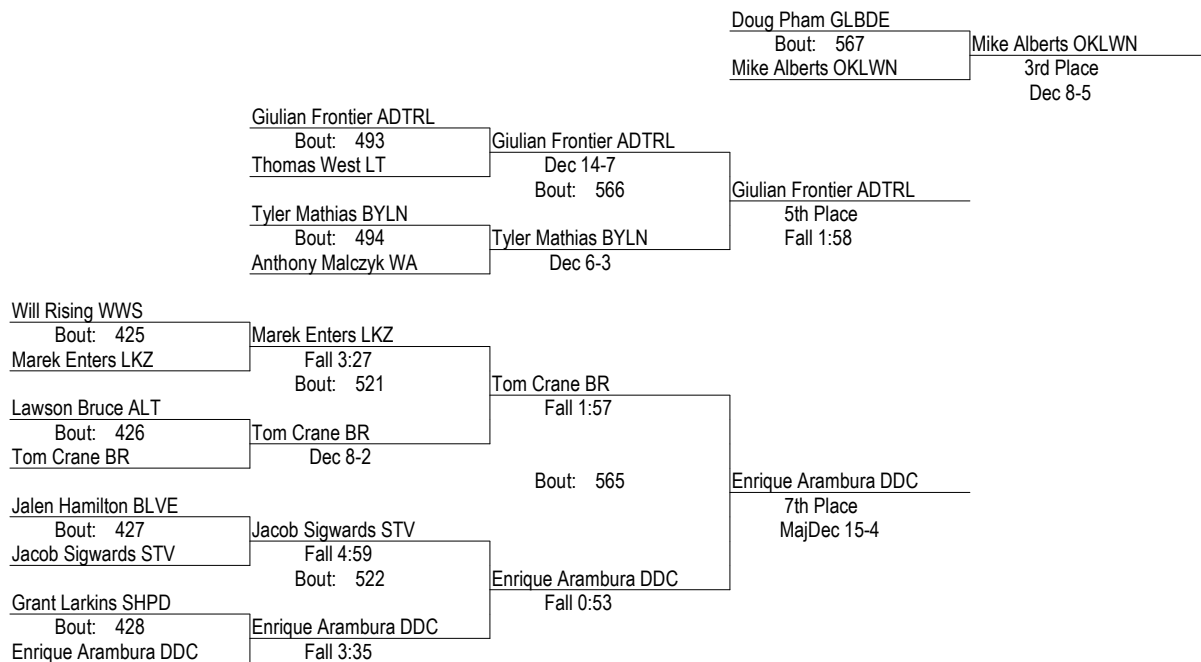 Doug Pham GLBDE
Bout: 567
Mike Alberts OKLWN
Mike Alberts OKLWN
3rd Place
Dec 8-5
Giulian Frontier ADTRL
Bout: 493
Thomas West LT
Giulian Frontier ADTRL
Dec 14-7
Bout: 566
Giulian Frontier ADTRL
5th Place
Fall 1:58
Tyler Mathias BYLN
Bout: 494
Anthony Malczyk WA
Tyler Mathias BYLN
Dec 6-3
Will Rising WWS
Bout: 425
Marek Enters LKZ
Marek Enters LKZ
Fall 3:27
Bout: 521
Tom Crane BR
Fall 1:57
Lawson Bruce ALT
Bout: 426
Tom Crane BR
Tom Crane BR
Dec 8-2
Bout: 565
Enrique Arambura DDC
7th Place
MajDec 15-4
Jalen Hamilton BLVE
Bout: 427
Jacob Sigwards STV
Jacob Sigwards STV
Fall 4:59
Bout: 522
Enrique Arambura DDC
Fall 0:53
Grant Larkins SHPD
Bout: 428
Enrique Arambura DDC
Enrique Arambura DDC
Fall 3:35